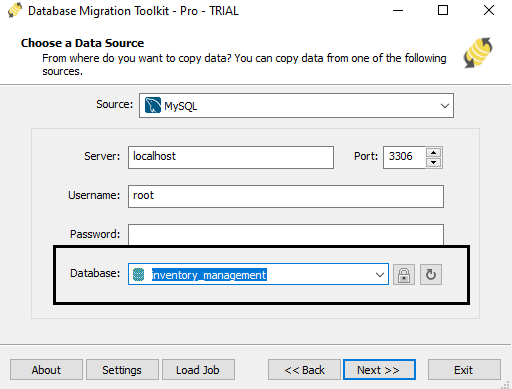 Database Migration Toolkit - Pro - TRIAL
Choose a Data Source
From where do you want to copy data? You can copy data from one of the following
sources.
Source: MySQL
Server: localhost Port: 3306
Username: root
Password:
Database: inventory_management
About Settings Load Job << Back Next >> Exit